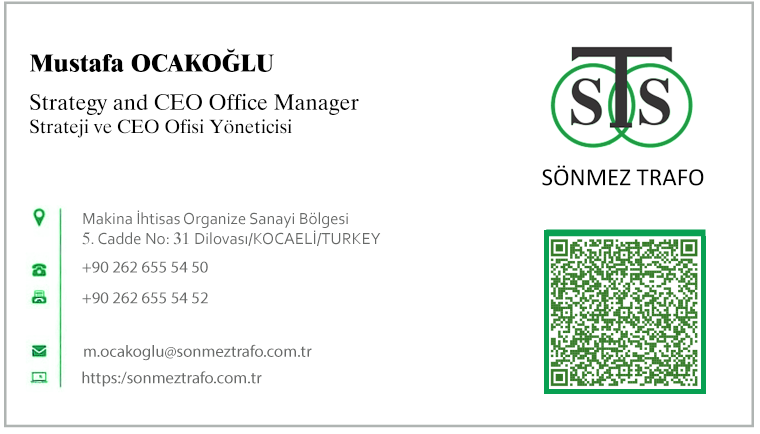 Mustafa OCAKOĞLU
Strategy and CEO Office Manager
Strateji ve CEO Ofisi Yöneticisi
STS
SÖNMEZ TRAFO
Makina İhtisas Organize Sanayi Bölgesi
5. Cadde No: 31 Dilovası/KOCAELİ/TURKEY
+90 262 655 54 50
+90 262 655 54 52
m.ocakoglu@sonmeztrafo.com.tr
https:/sonmeztrafo.com.tr